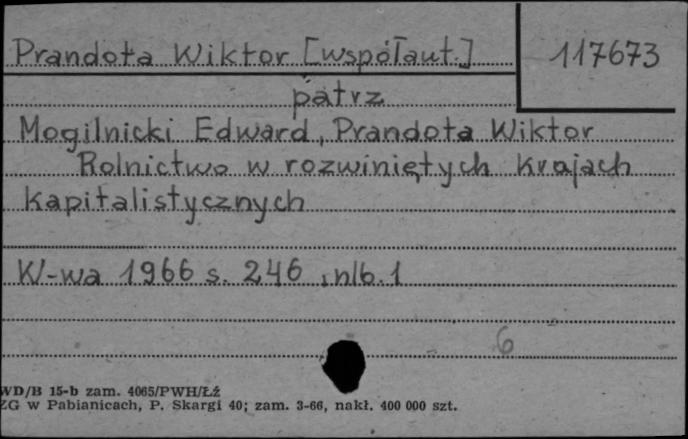 Prandota Wiktor [współaut.] 117673
patrz
Mogilnicki Edward, Prandota Wiktor
Rolnictwo w rozwiniętych krajach
kapitalistycznych
W-wa 1966 s. 246, nlb. 1
6
WD/B 15-b zam. 4065/PWH/Łź
ZG w Pabianicach, P. Skargi 40; zam. 3-66, nakł. 400 000 szt.